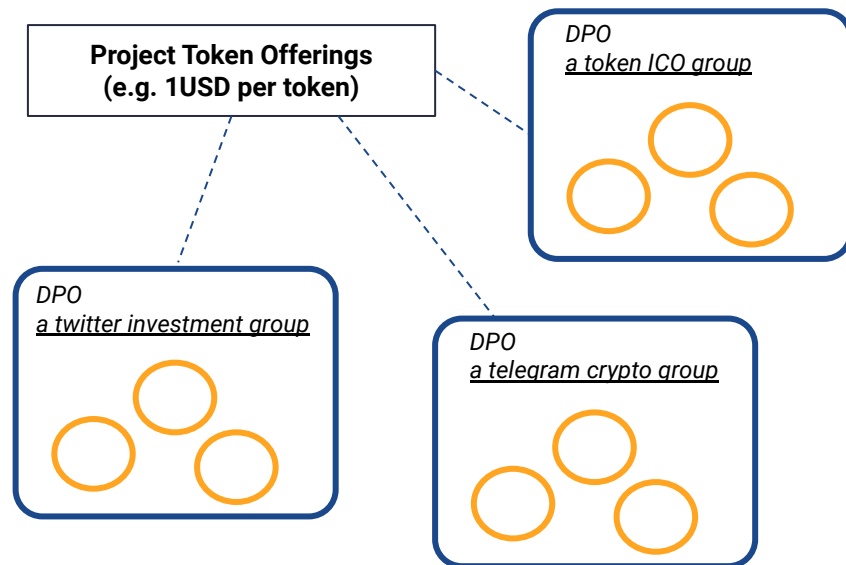 Project Token Offerings
(e.g. 1USD per token)
DPO
a token ICO group
DPO
a twitter investment group
DPO
a telegram crypto group